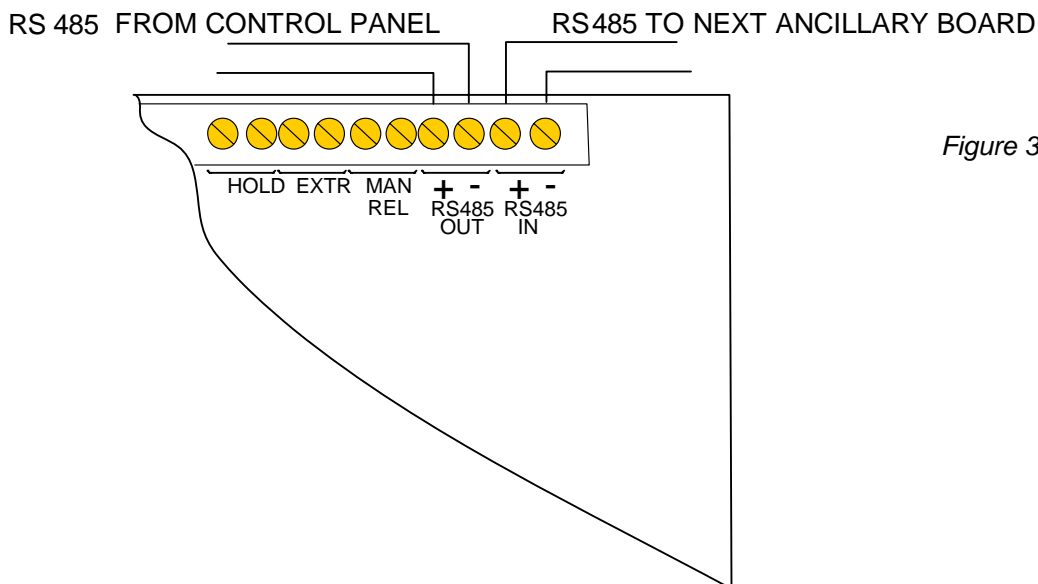 RS 485 FROM CONTROL PANEL
RS485 TO NEXT ANCILLARY BOARD
Figure 3
HOLD EXTR MAN REL
+ - RS485 OUT
+ - RS485 IN